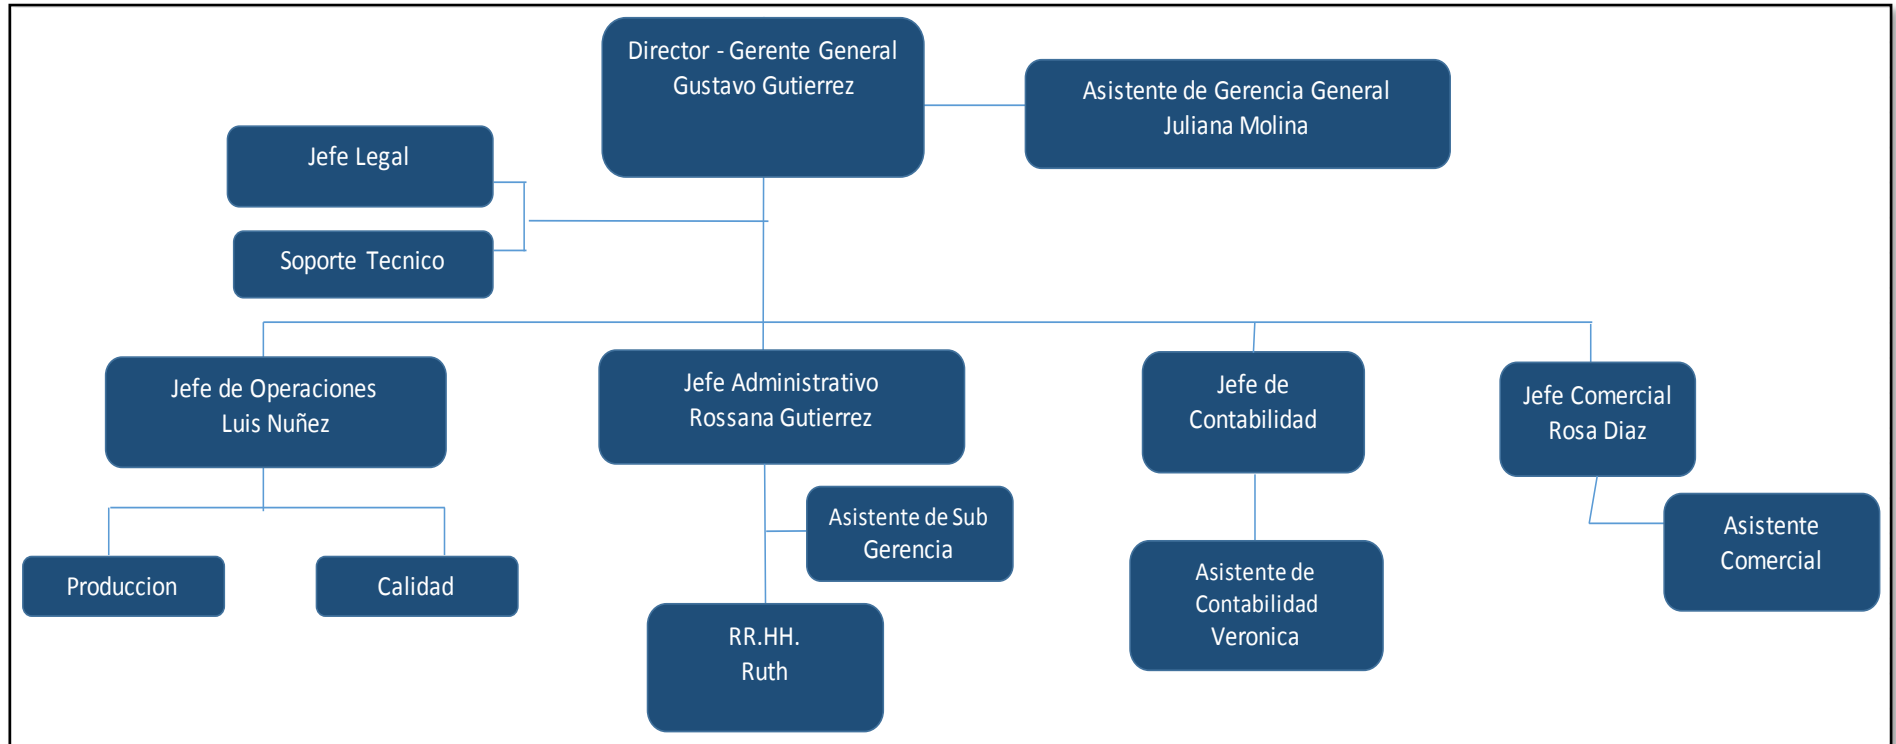 Director - Gerente General
Gustavo Gutierrez
Asistente de Gerencia General
Juliana Molina
Jefe Legal
Soporte Tecnico
Jefe de Operaciones
Luis Nuñez
Jefe Administrativo
Rossana Gutierrez
Jefe de
Contabilidad
Jefe Comercial
Rosa Diaz
Asistente de Sub
Gerencia
Asistente
Comercial
Produccion
Calidad
Asistente de
Contabilidad
Veronica
RR.HH.
Ruth